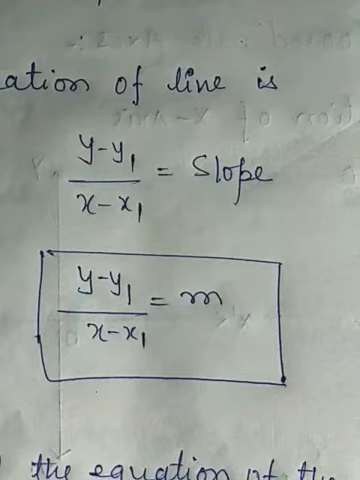 ation of line is
y-y₁/x-x₁ = Slope
y-y₁/x-x₁ = m
the equation of the